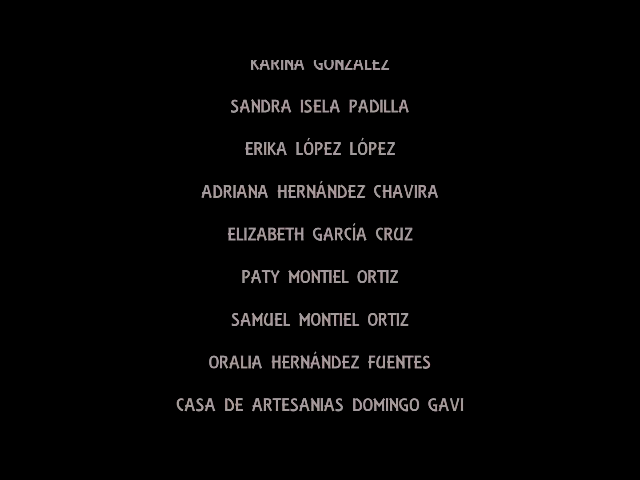 KARINA GONZALEZ
SANDRA ISELA PADILLA
ERIKA LÓPEZ LÓPEZ
ADRIANA HERNÁNDEZ CHAVIRA
ELIZABETH GARCÍA CRUZ
PATY MONTIEL ORTIZ
SAMUEL MONTIEL ORTIZ
ORALIA HERNÁNDEZ FUENTES
CASA DE ARTESANIAS DOMINGO GAVI